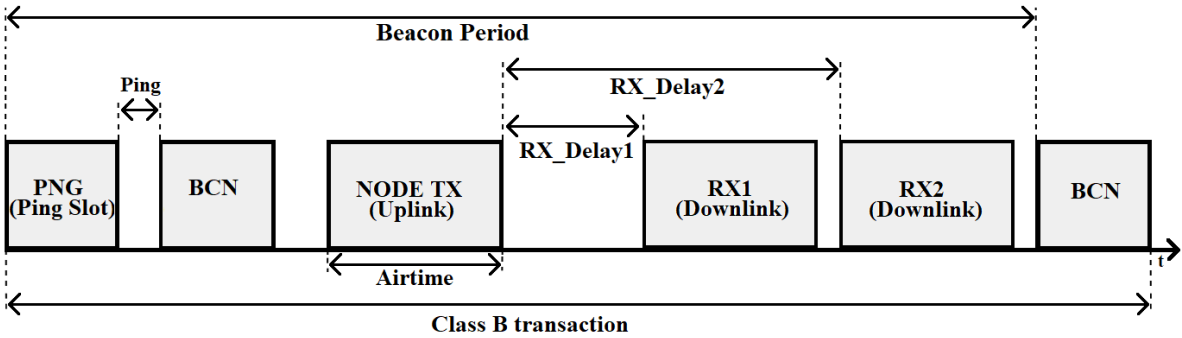 Beacon Period
Ping
RX_Delay2
RX_Delay1
PNG
(Ping Slot)
BCN
NODE TX
(Uplink)
RX1
(Downlink)
RX2
(Downlink)
BCN
t
Airtime
Class B transaction